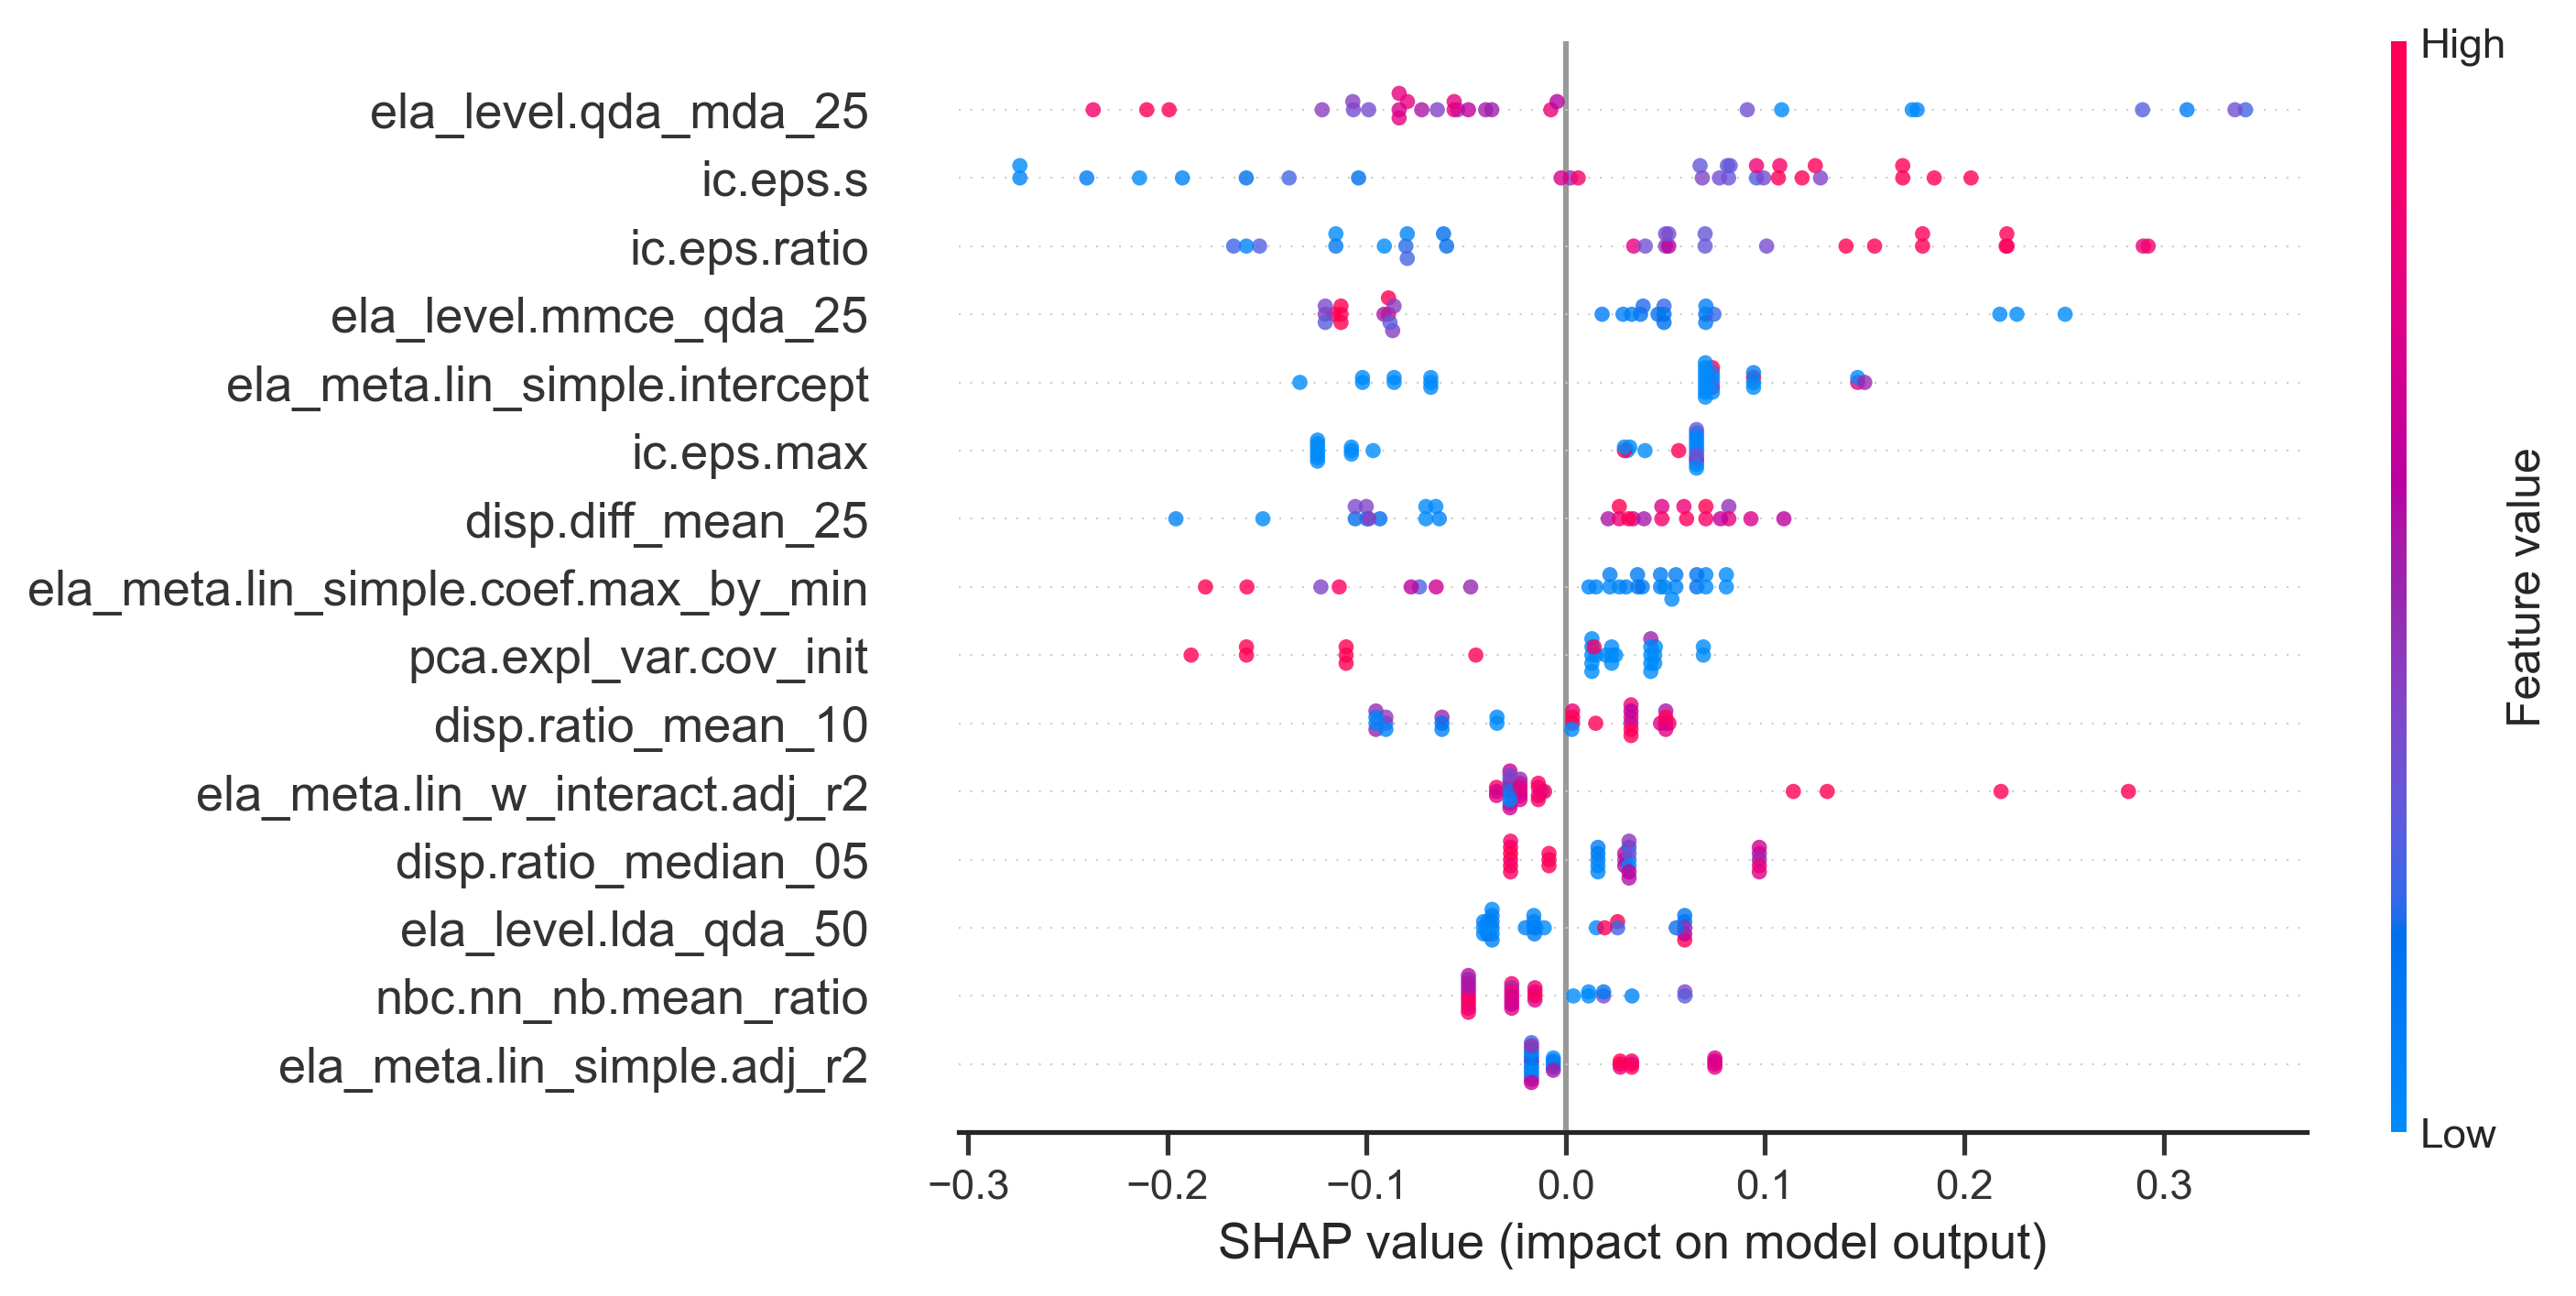 High
ela_level.qda_mda_25
ic.eps.s
ic.eps.ratio
ela_level.mmce_qda_25
ela_meta.lin_simple.intercept
ic.eps.max
disp.diff_mean_25
ela_meta.lin_simple.coef.max_by_min
pca.expl_var.cov_init
disp.ratio_mean_10
ela_meta.lin_w_interact.adj_r2
disp.ratio_median_05
ela_level.lda_qda_50
nbc.nn_nb.mean_ratio
ela_meta.lin_simple.adj_r2
Feature value
Low
−0.3 −0.2 −0.1 0.0 0.1 0.2 0.3
SHAP value (impact on model output)